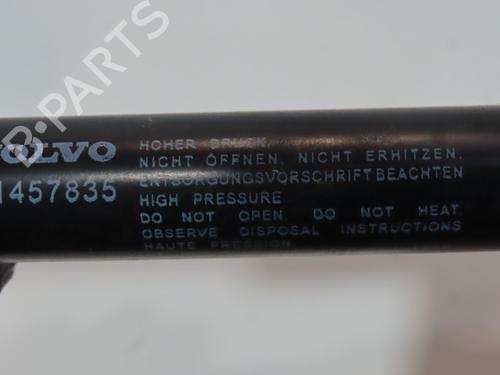 B-PARTS
VOLVO
1457835
HOHER DRUCK
NICHT ÖFFNEN. NICHT ERHITZEN.
ENTSORGUNGSVORSCHRIFT BEACHTEN
HIGH PRESSURE
DO NOT OPEN. DO NOT HEAT.
OBSERVE DISPOSAL INSTRUCTIONS
HAUTE PRESSION